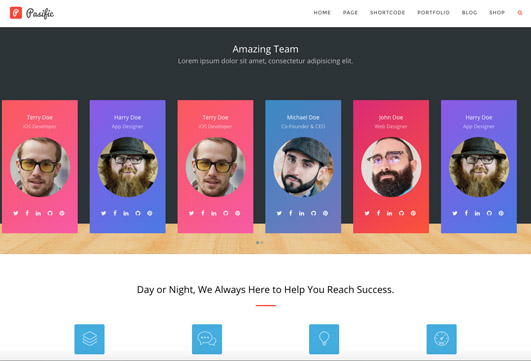 Pasific
HOME PAGE SHORTCODE PORTFOLIO BLOG SHOP
Amazing Team
Lorem ipsum dolor sit amet, consectetur adipisicing elit.
Terry Doe
iOS Developer
Harry Doe
App Designer
Terry Doe
iOS Developer
Michael Doe
Co-Founder & CEO
John Doe
Web Designer
Harry Doe
App Designer
Day or Night, We Always Here to Help You Reach Success.